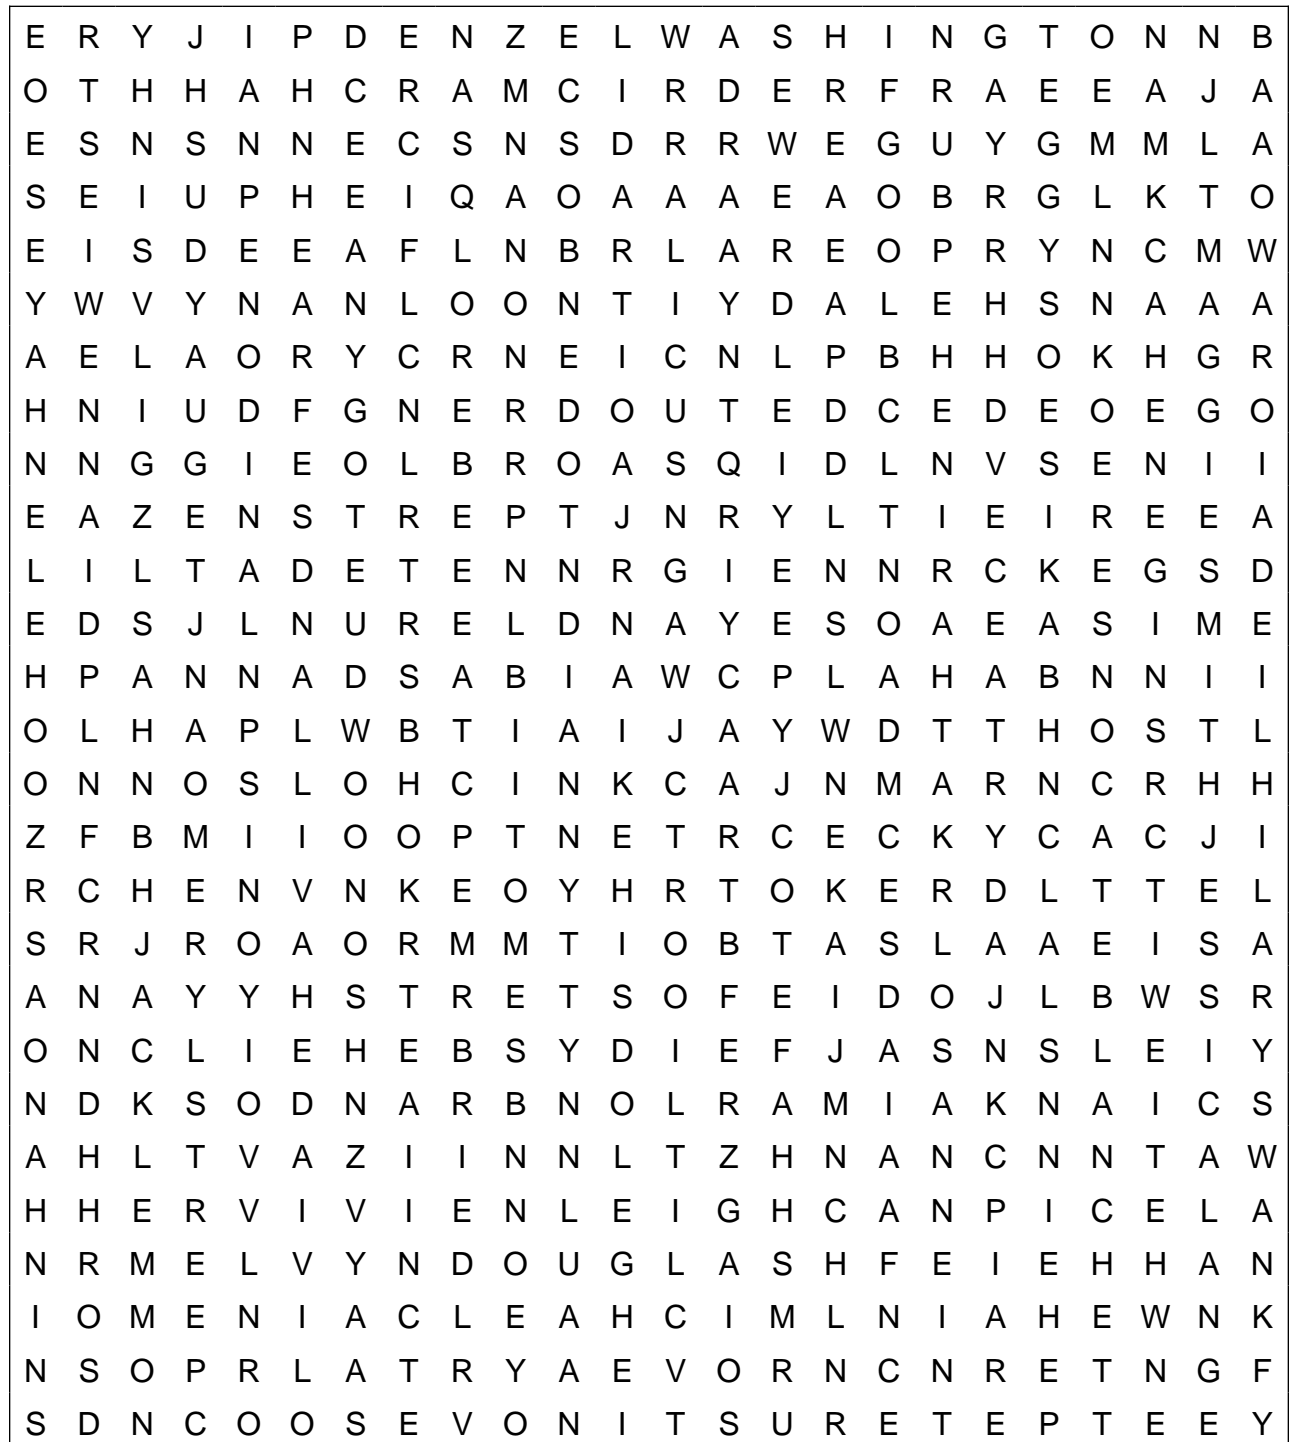 E R Y J I P D E N Z E L W A S H I N G T O N N B
O T H H A H C R A M C I R D E R F R A E E A J A
E S N S N N E C S N S D R R W E G U Y G M M L A
S E I U P H E I Q A O A A A E A O B R G L K T O
E I S D E E A F L N B R L A R E O P R Y N C M W
Y W V Y N A N L O O N T I Y D A L E H S N A A A
A E L A O R Y C R N E I C N L P B H H O K H G R
H N I U D F G N E R D O U T E D C E D E O E G O
N N G G I E O L B R O A S Q I D L N V S E N I I
E A Z E N S T R E P T J N R Y L T I E I R E E A
L I L T A D E T E N N R G I E N N R C K E G S D
E D S J L N U R E L D N A Y E S O A E A S I M E
H P A N N A D S A B I A W C P L A H A B N N I I
O L H A P L W B T I A I J A Y W D T T H O S T L
O N N O S L O H C I N K C A J N M A R N C R H H
Z F B M I I O O P T N E T R C E C K Y C A C J I
R C H E N V N K E O Y H R T O K E R D L T T E L
S R J R O A O R M M T I O B T A S L A A E I S A
A N A Y Y H S T R E T S O F E I D O J L B W S R
O N C L I E H E B S Y D I E F J A S N S L E I Y
N D K S O D N A R B N O L R A M I A K N A I C S
A H L T V A Z I I N N L T Z H N A N C N N T A W
H H E R V I V I E N L E I G H C A N P I C E L A
N R M E L V Y N D O U G L A S H F E I E H H A N
I O M E N I A C L E A H C I M L N I A H E W N K
N S O P R L A T R Y A E V O R N C N R E T N G F
S D N C O O S E V O N I T S U R E T E P T E E Y